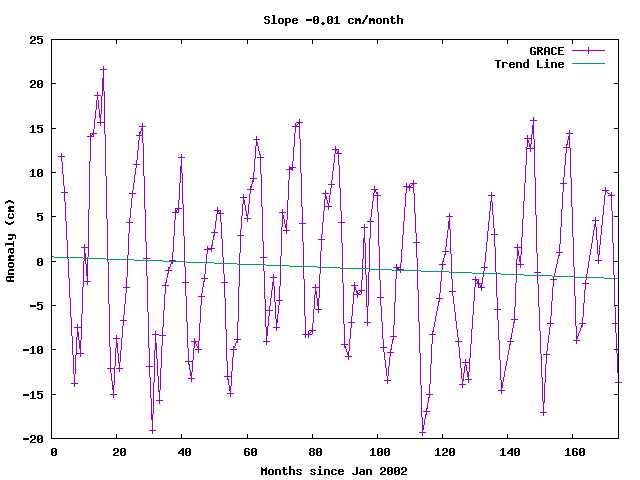 Slope -0.01 cm/month
GRACE
Trend Line
25
20
15
10
5
0
-5
-10
-15
-20
Anomaly (cm)
0 20 40 60 80 100 120 140 160
Months since Jan 2002